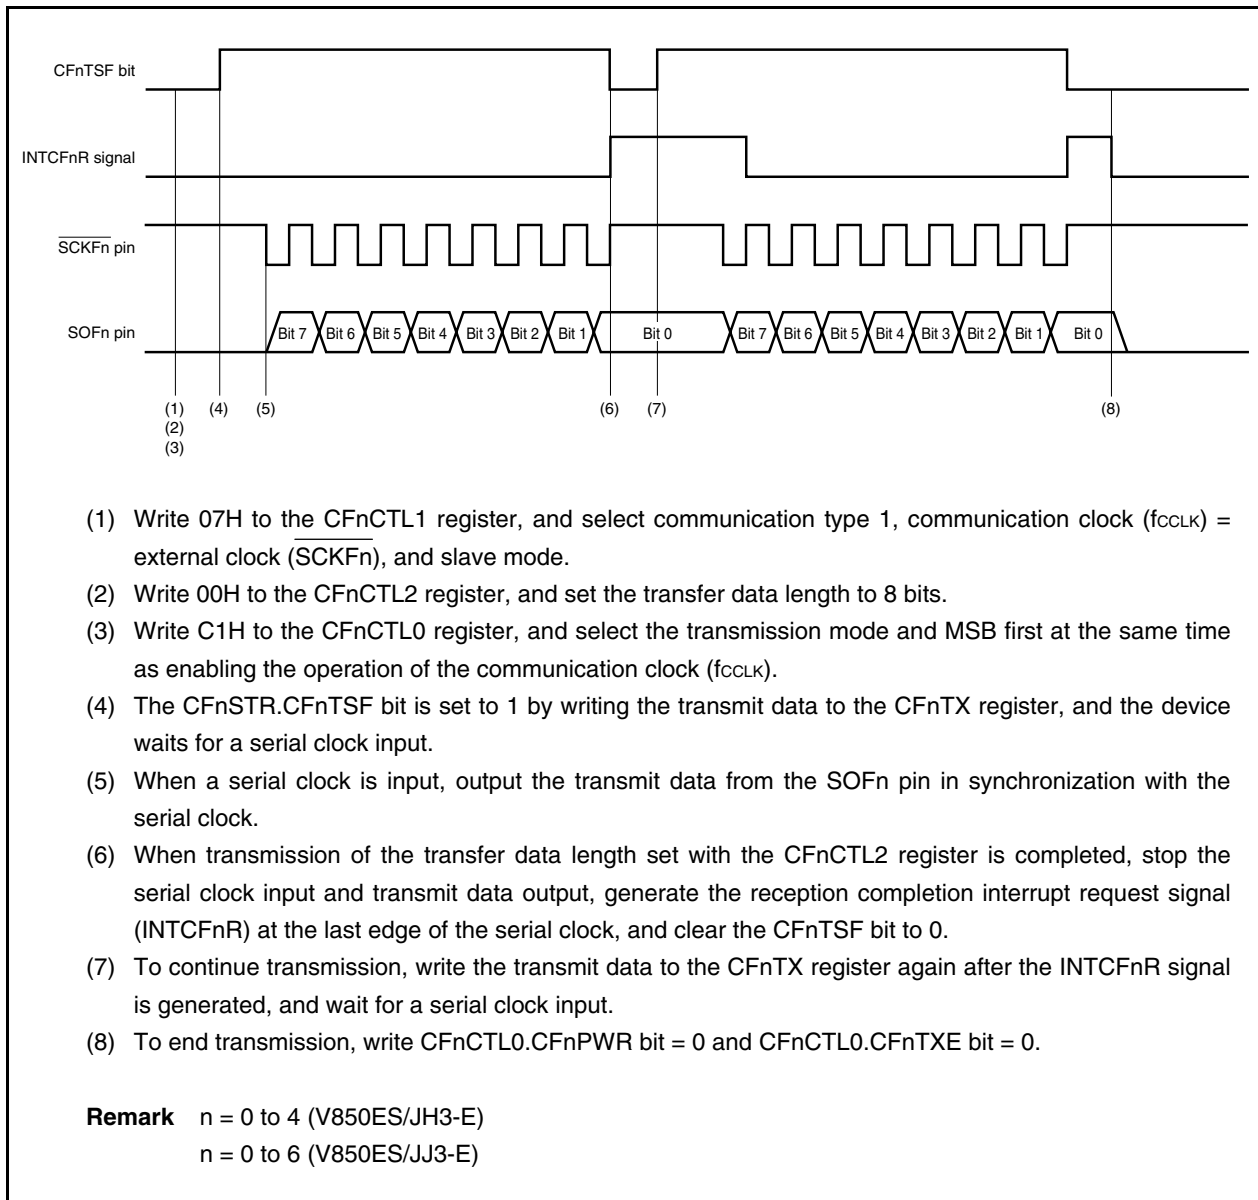 CFnTSF bit
INTCFnR signal
SCKFn pin
SOFn pin
Bit 7 Bit 6 Bit 5 Bit 4 Bit 3 Bit 2 Bit 1 Bit 0 Bit 7 Bit 6 Bit 5 Bit 4 Bit 3 Bit 2 Bit 1 Bit 0
(1) (4) (5) (6) (7) (8)
(2)
(3)
(1) Write 07H to the CFnCTL1 register, and select communication type 1, communication clock (fCCLK) =
external clock (SCKFn), and slave mode.
(2) Write 00H to the CFnCTL2 register, and set the transfer data length to 8 bits.
(3) Write C1H to the CFnCTL0 register, and select the transmission mode and MSB first at the same time
as enabling the operation of the communication clock (fCCLK).
(4) The CFnSTR.CFnTSF bit is set to 1 by writing the transmit data to the CFnTX register, and the device
waits for a serial clock input.
(5) When a serial clock is input, output the transmit data from the SOFn pin in synchronization with the
serial clock.
(6) When transmission of the transfer data length set with the CFnCTL2 register is completed, stop the
serial clock input and transmit data output, generate the reception completion interrupt request signal
(INTCFnR) at the last edge of the serial clock, and clear the CFnTSF bit to 0.
(7) To continue transmission, write the transmit data to the CFnTX register again after the INTCFnR signal
is generated, and wait for a serial clock input.
(8) To end transmission, write CFnCTL0.CFnPWR bit = 0 and CFnCTL0.CFnTXE bit = 0.
Remark n = 0 to 4 (V850ES/JH3-E)
n = 0 to 6 (V850ES/JJ3-E)